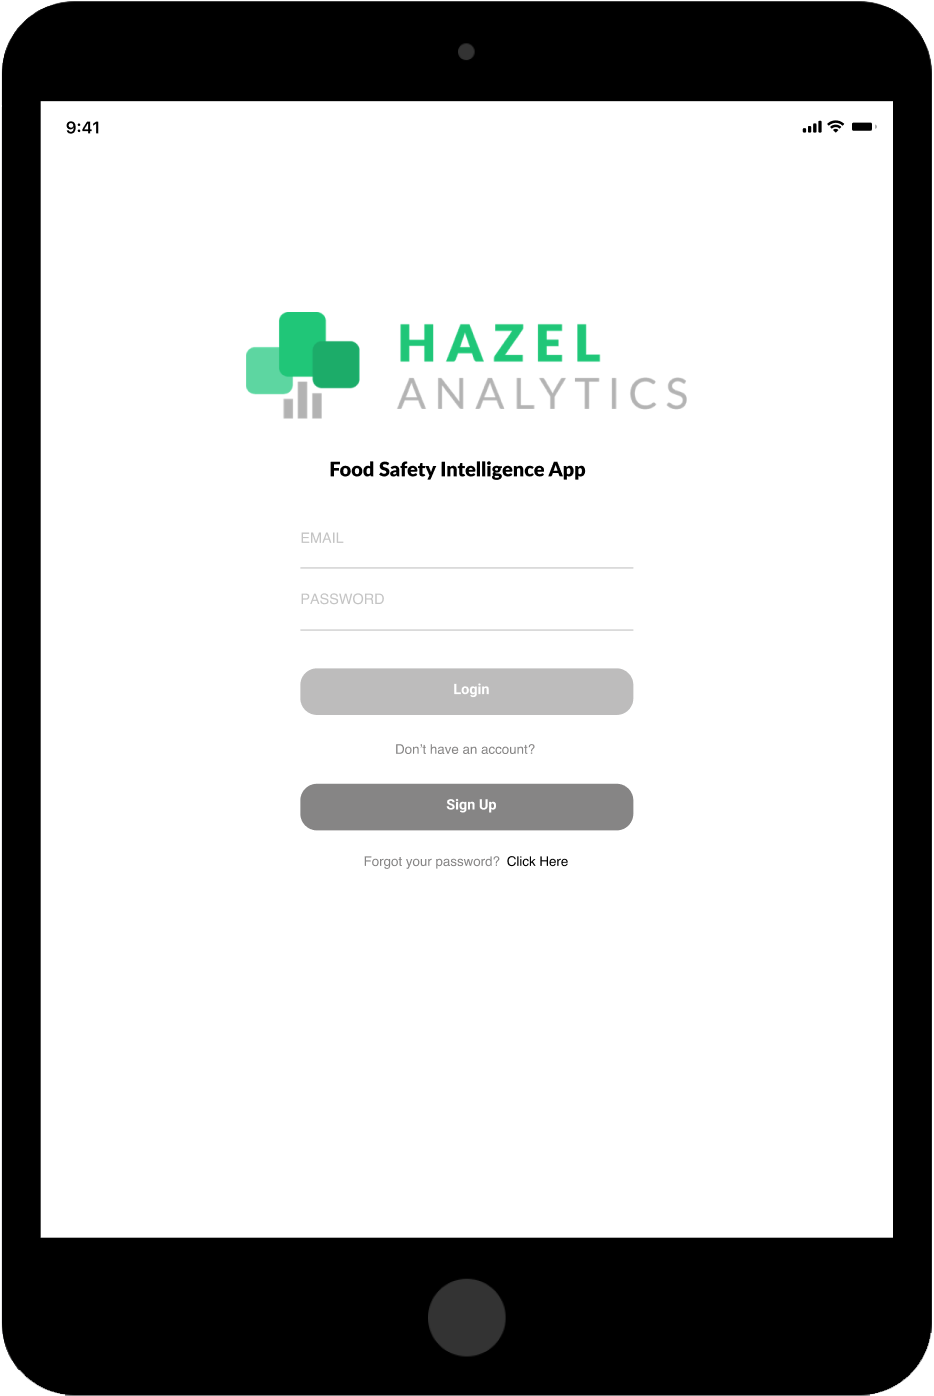 9:41
HAZEL
ANALYTICS
Food Safety Intelligence App
EMAIL
PASSWORD
Login
Don't have an account?
Sign Up
Forgot your password? Click Here